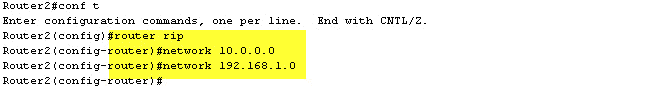 Router2#conf t
Enter configuration commands, one per line.  End with CNTL/Z.
Router2(config)#router rip
Router2(config-router)#network 10.0.0.0
Router2(config-router)#network 192.168.1.0
Router2(config-router)#